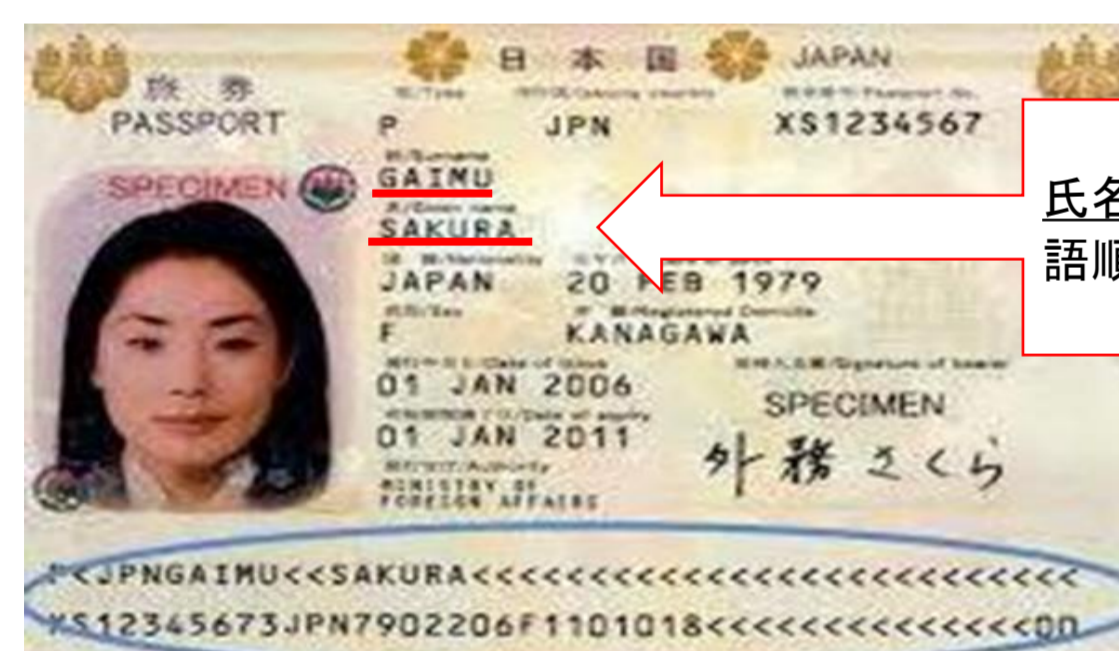 日本国 JAPAN
旅券
PASSPORT
P JPN XS1234567
SPECIMEN
GAIMU
SAKURA
JAPAN 20 FEB 1979
F KANAGAWA
01 JAN 2006
SPECIMEN
01 JAN 2011
外務さくら
MINISTRY OF
FOREIGN AFFAIRS
氏名
語順
P<JPNGAIMU<<SAKURA<<<<<<<<<<<<<<<<<<<<<<<<<<
XS12345673JPN7902206F1101018<<<<<<<<<<<<<<00